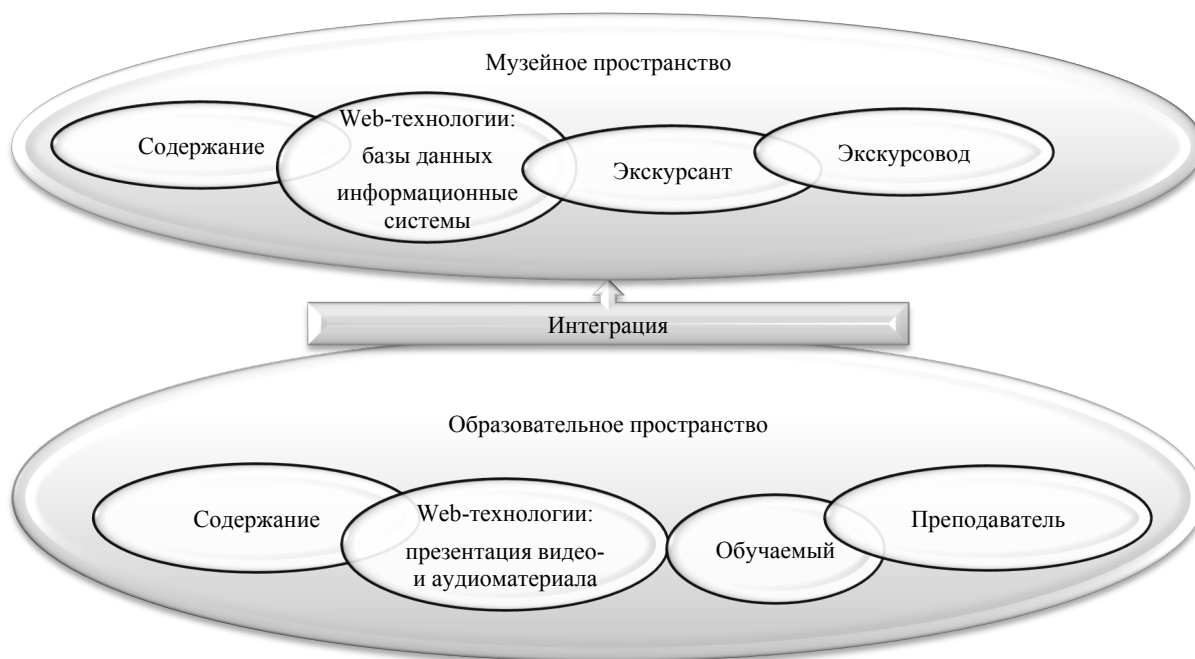 Музейное пространство
Содержание
Web-технологии:
базы данных
информационные
системы
Экскурсант
Экскурсовод
Интеграция
Образовательное пространство
Содержание
Web-технологии:
презентация видео-
и аудиоматериала
Обучаемый
Преподаватель